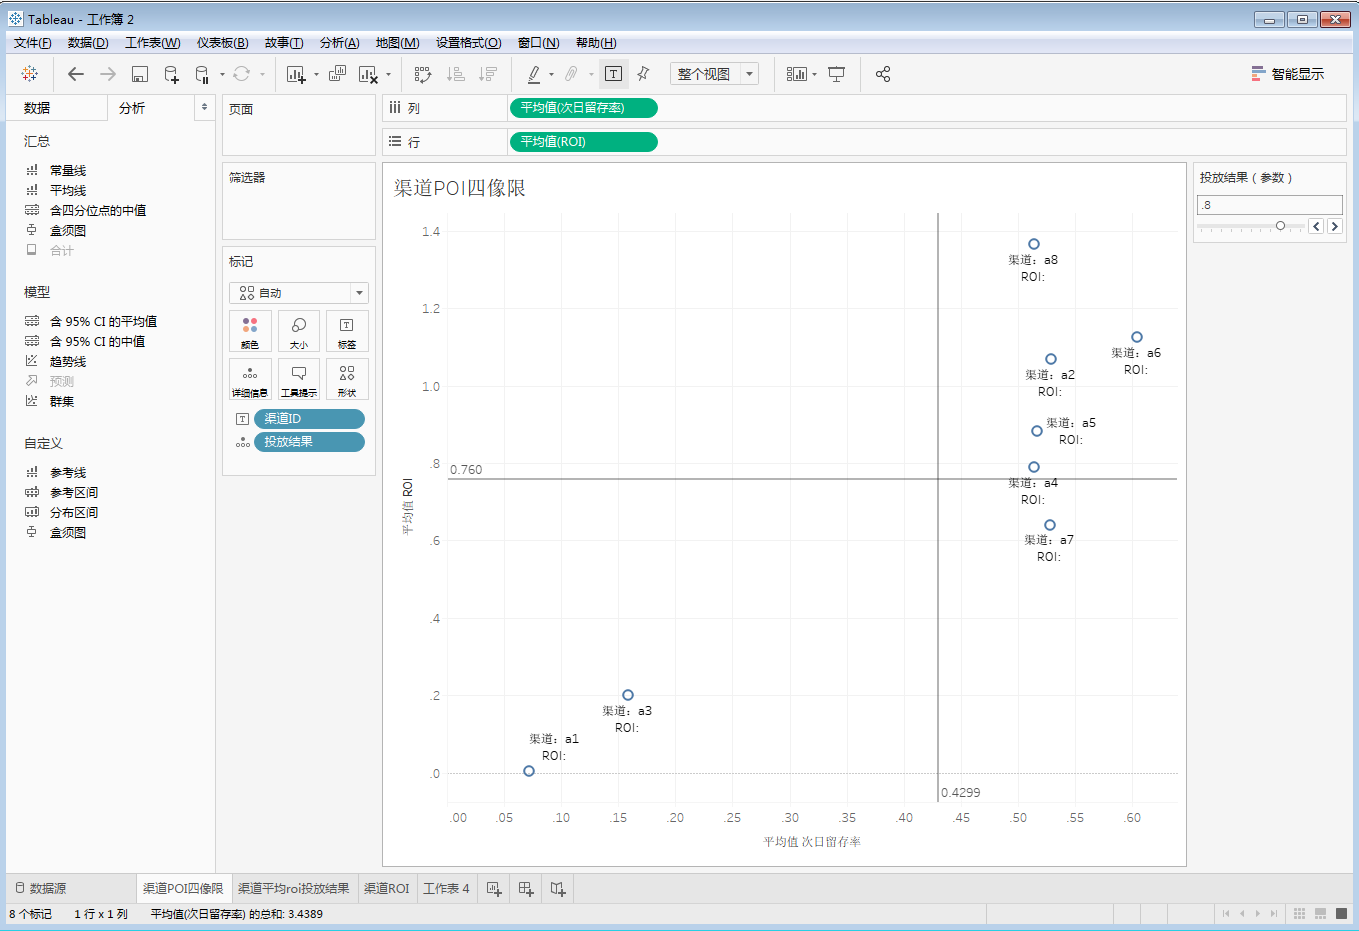 Tableau - 工作簿 2
文件(F) 数据(D) 工作表(W) 仪表板(B) 故事(T) 分析(A) 地图(M) 设置格式(O) 窗口(N) 帮助(H)
整个视图
智能显示
数据 分析
汇总
常量线
平均线
含四分位点的中值
盒须图
合计
模型
含 95% CI 的平均值
含 95% CI 的中值
趋势线
预测
群集
自定义
参考线
参考区间
分布区间
盒须图
页面
筛选器
标记
自动
颜色 大小 标签
详细信息 工具提示 形状
渠道ID
投放结果
列 平均值(次日留存率)
行 平均值(ROI)
渠道POI四像限
1.4
1.2
1.0
.8
.6
.4
.2
.0
平均值 ROI
渠道：a8
ROI:
渠道：a6
ROI:
渠道：a2
ROI:
渠道：a5
ROI:
0.760
渠道：a4
ROI:
渠道：a7
ROI:
渠道：a3
ROI:
渠道：a1
ROI:
0.4299
.00 .05 .10 .15 .20 .25 .30 .35 .40 .45 .50 .55 .60
平均值 次日留存率
投放结果（参数）
.8
数据源 渠道POI四像限 渠道平均roi投放结果 渠道ROI 工作表 4
8 个标记 1 行 x 1 列 平均值(次日留存率) 的总和: 3.4389